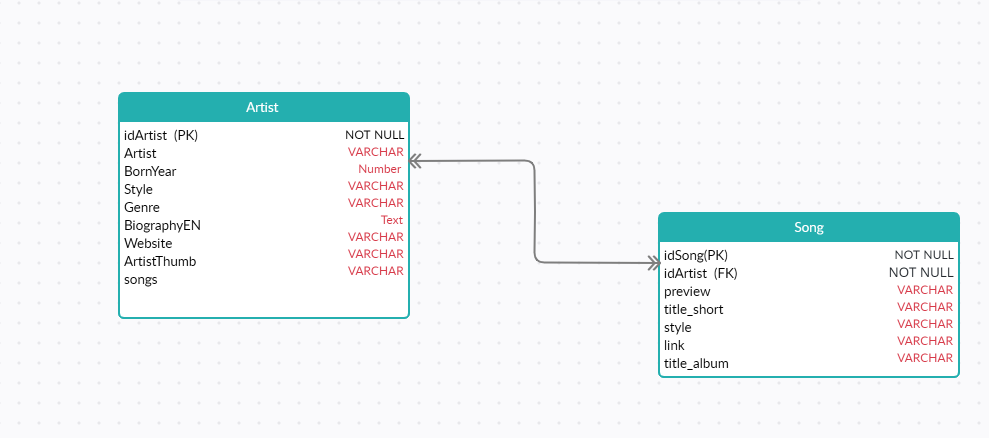 Artist
idArtist (PK) NOT NULL
Artist VARCHAR
BornYear Number
Style VARCHAR
Genre VARCHAR
BiographyEN Text
Website VARCHAR
ArtistThumb VARCHAR
songs VARCHAR
Song
idSong(PK) NOT NULL
idArtist (FK) NOT NULL
preview VARCHAR
title_short VARCHAR
style VARCHAR
link VARCHAR
title_album VARCHAR